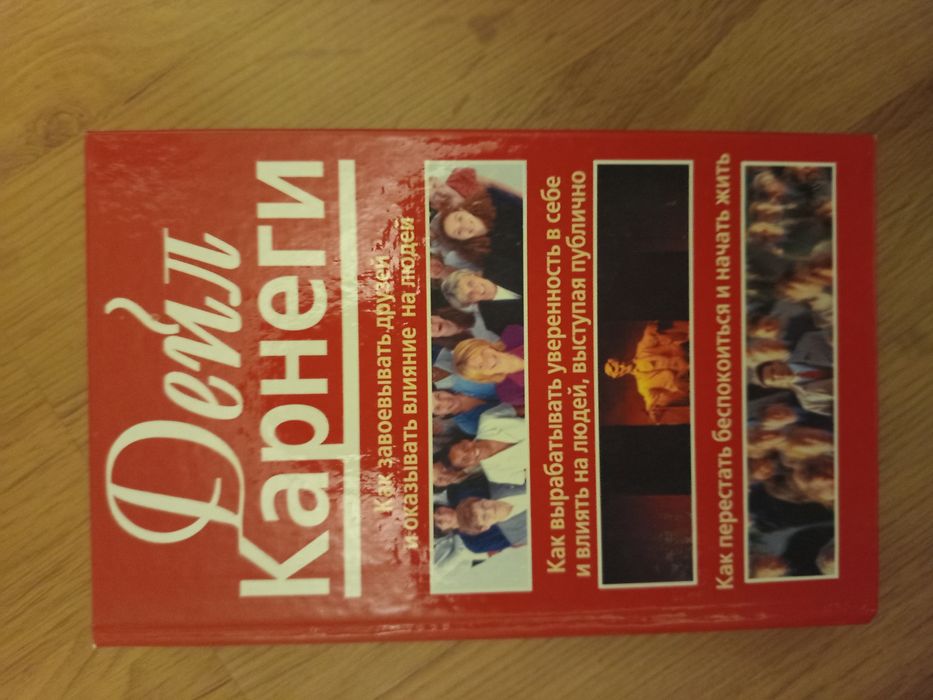 Дейл
Карнеги
Как завоевывать друзей
и оказывать влияние на людей
Как вырабатывать уверенность в себе
и влиять на людей, выступая публично
Как перестать беспокоиться и начать жить